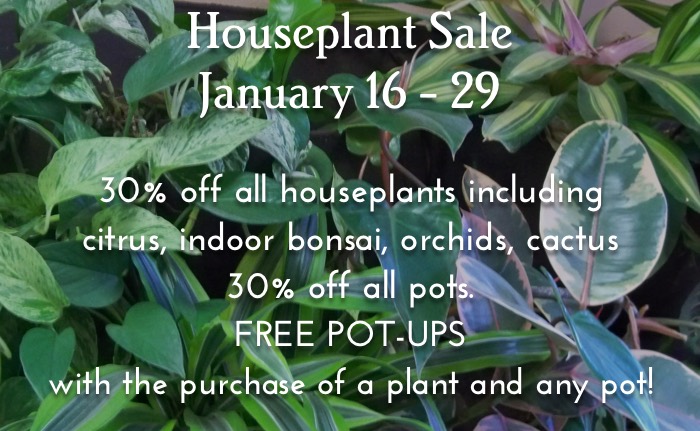 Houseplant Sale
January 16 - 29
30% off all houseplants including
citrus, indoor bonsai, orchids, cactus
30% off all pots.
FREE POT-UPS
with the purchase of a plant and any pot!